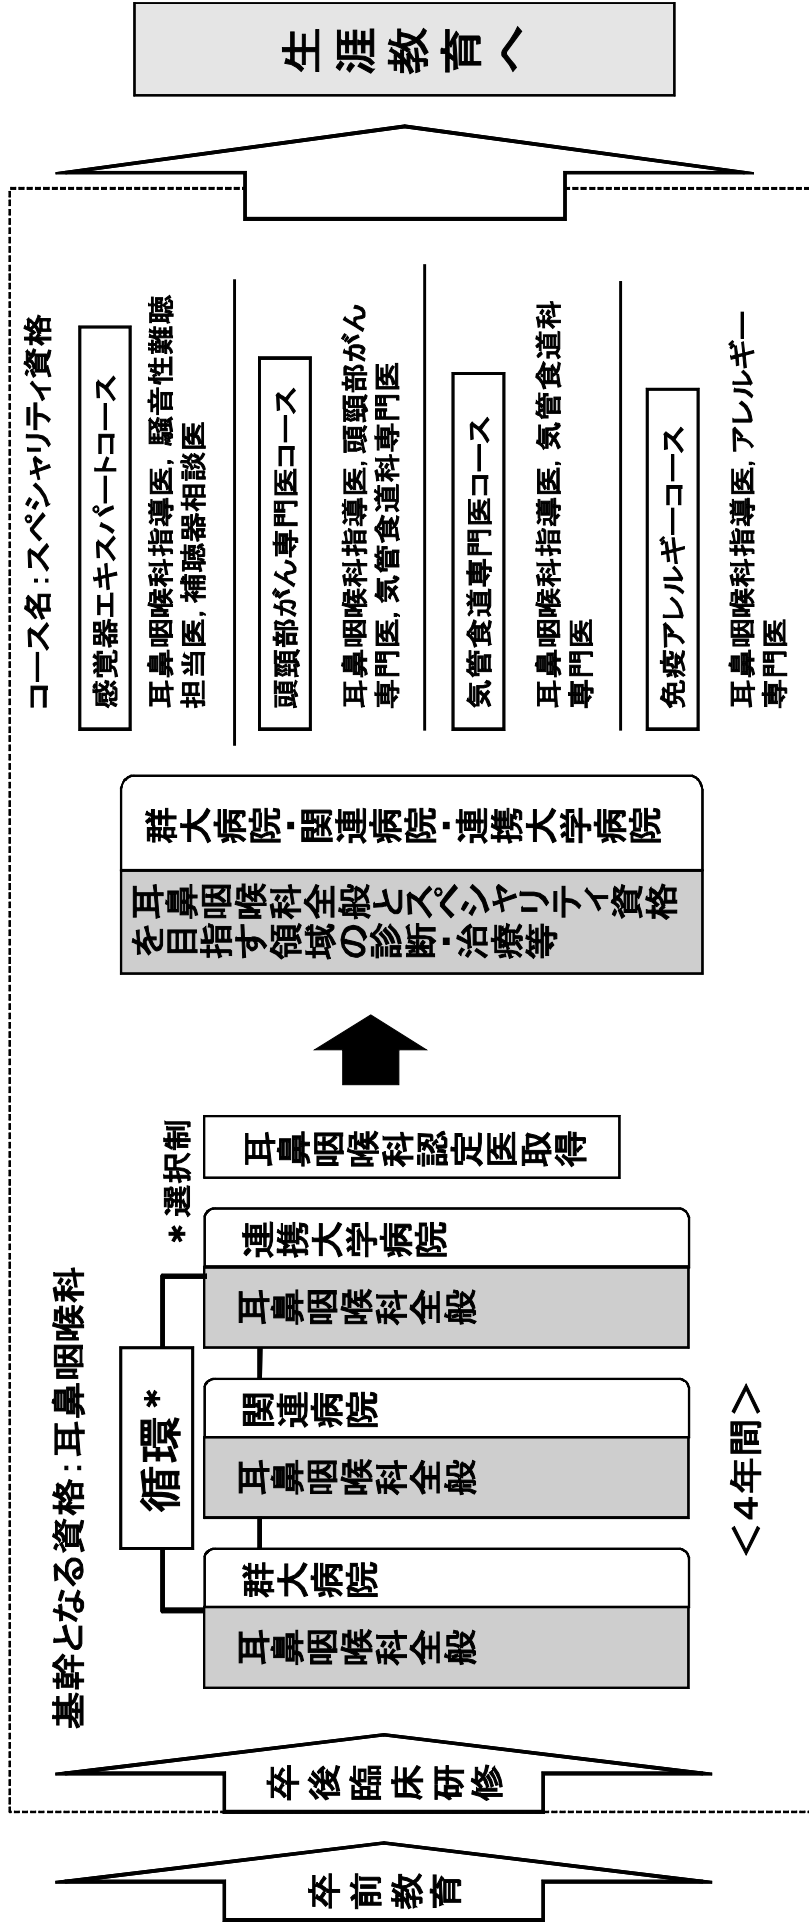 卒前教育
卒後臨床研修
基幹となる資格：耳鼻咽喉科
循環*
*選択制
耳鼻咽喉科全般
群大病院
耳鼻咽喉科全般
関連病院
耳鼻咽喉科全般
連携大学病院
耳鼻咽喉科認定医取得
＜4年間＞
耳鼻咽喉科全般とスペシャリティ資格
を目指す領域の診断・治療等
群大病院・関連病院・連携大学病院
コース名：スペシャリティ資格
感覚器エキスパートコース
耳鼻咽喉科指導医，騒音性難聴
担当医，補聴器相談医
頭頸部がん専門医コース
耳鼻咽喉科指導医，頭頸部がん
専門医，気管食道科専門医
気管食道専門医コース
耳鼻咽喉科指導医，気管食道科
専門医
免疫アレルギーコース
耳鼻咽喉科指導医，アレルギー
専門医
生涯教育へ